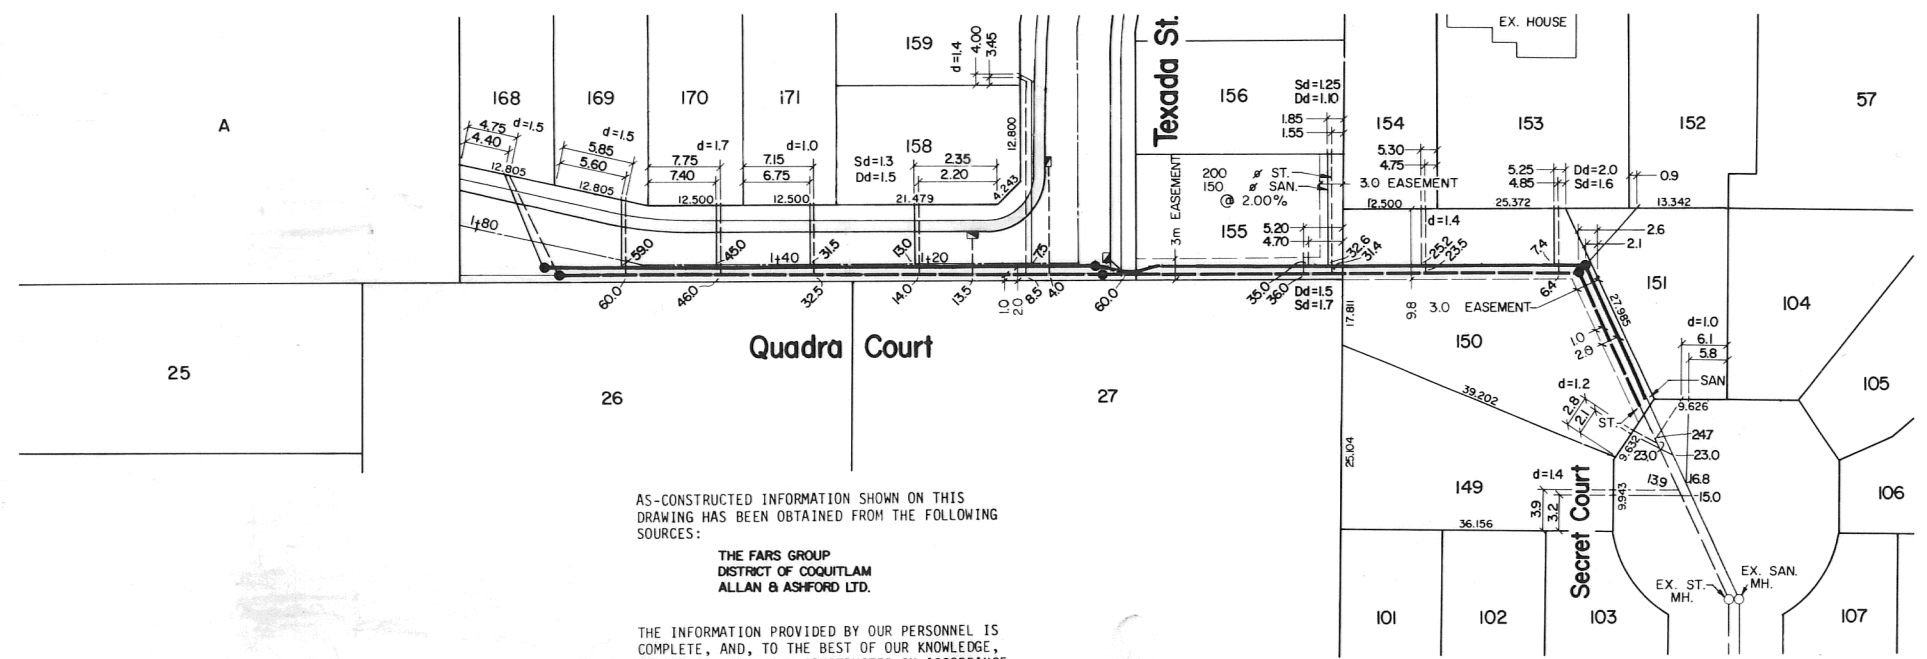 EX. HOUSE
159
d=1.4
4.00
3.45
Texada St.
168
169
170
171
A
156
Sd=1.25
Dd=1.10
57
4.75
d=1.5
4.40
12.805
d=1.5
5.85
5.60
12.805
d=1.7
7.75
7.40
12.500
d=1.0
7.15
6.75
12.500
158
Sd=1.3
Dd=1.5
2.35
2.20
21.479
4.243
12.800
1.85
1.55
154
153
152
5.30
4.75
5.25
4.85
Dd=2.0
Sd=1.6
0.9
200 ø ST.
150 ø SAN.
@ 2.00%
3.0 EASEMENT
12.500
25.372
13.342
3m EASEMENT
155
5.20
4.70
d=1.4
2.6
2.1
1+80
59.0
45.0
1+40
31.5
13.0
1+20
7.5
32.6
31.4
25.2
23.5
7.4
60.0
46.0
32.5
14.0
13.5
1.0
2.0
8.5
4.0
60.0
35.0
36.0
Dd=1.5
Sd=1.7
6.4
151
104
17.811
9.8
3.0 EASEMENT
27.985
Quadra Court
150
1.0
2.0
d=1.0
6.1
5.8
25
26
27
39.202
d=1.2
2.8
2.1
SAN
105
ST.
9.626
9.632
247
23.0
23.0
25.104
149
d=1.4
13.9
16.8
15.0
3.9
3.2
9.943
106
36.156
Secret Court
AS-CONSTRUCTED INFORMATION SHOWN ON THIS
DRAWING HAS BEEN OBTAINED FROM THE FOLLOWING
SOURCES:
THE FARS GROUP
DISTRICT OF COQUITLAM
ALLAN & ASHFORD LTD.
EX. ST.
MH.
EX. SAN.
MH.
101
102
103
107
THE INFORMATION PROVIDED BY OUR PERSONNEL IS
COMPLETE, AND, TO THE BEST OF OUR KNOWLEDGE,